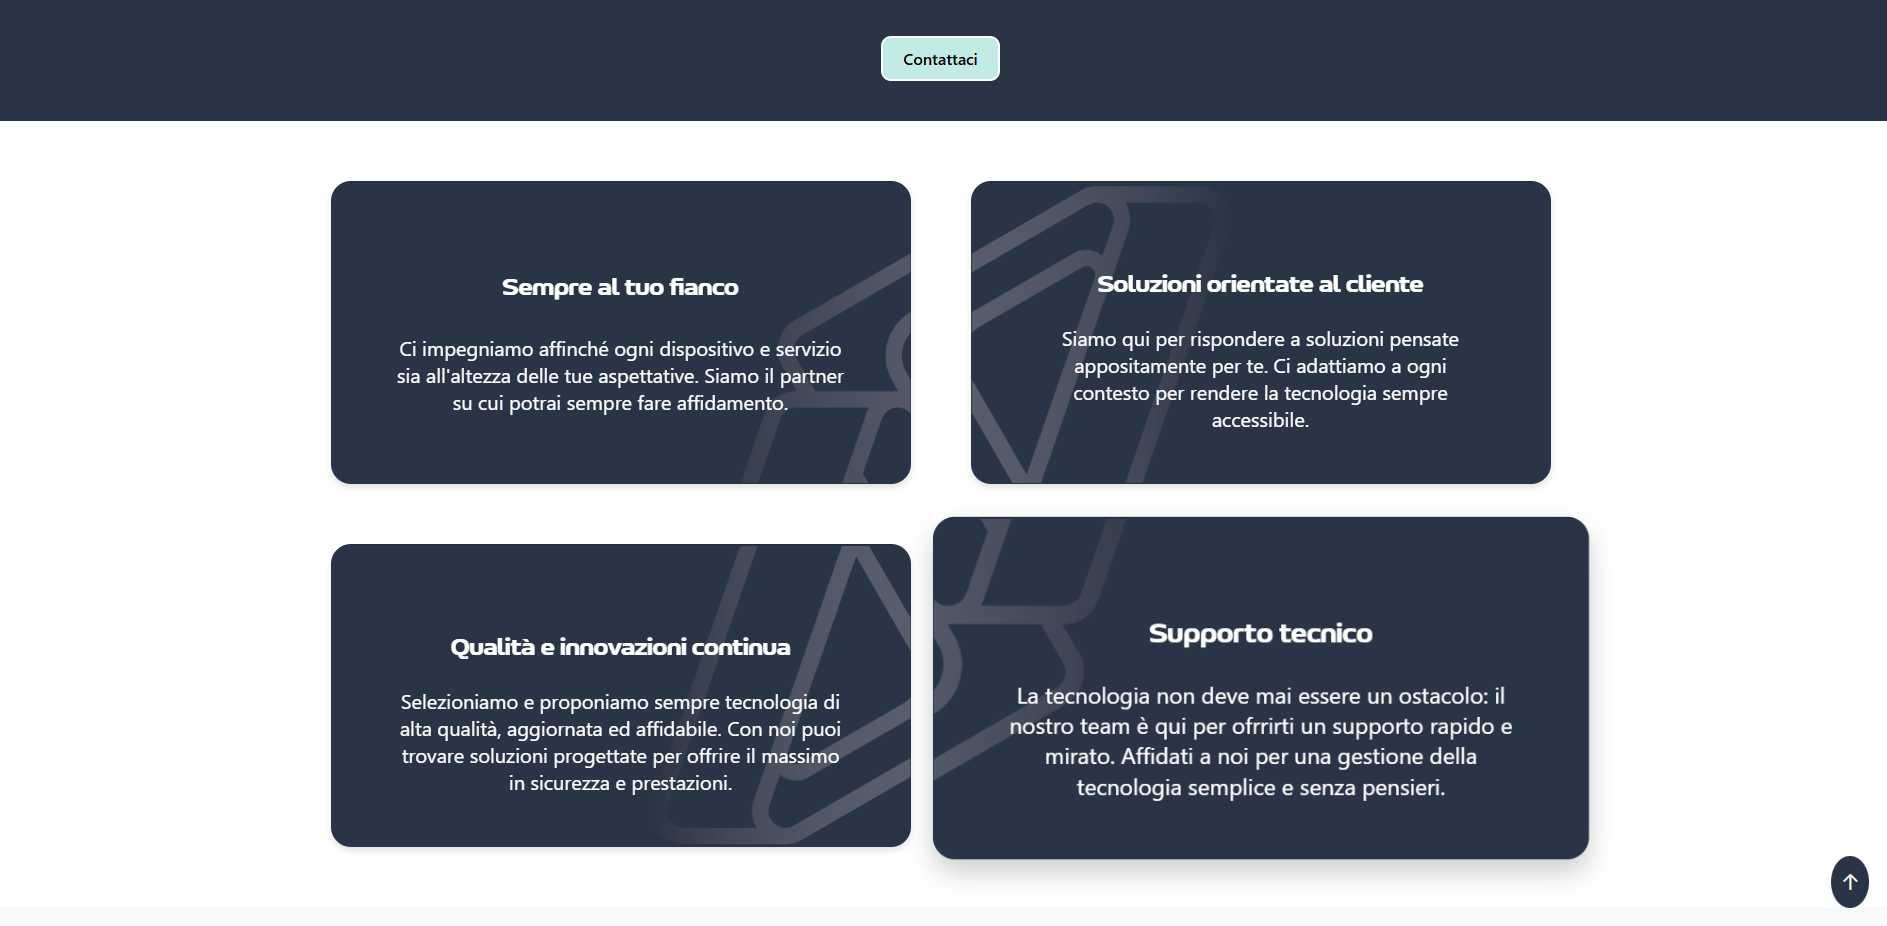 Contattaci
Sempre al tuo fianco
Ci impegniamo affinché ogni dispositivo e servizio
sia all'altezza delle tue aspettative. Siamo il partner
su cui potrai sempre fare affidamento.
Soluzioni orientate al cliente
Siamo qui per rispondere a soluzioni pensate
appositamente per te. Ci adattiamo a ogni
contesto per rendere la tecnologia sempre
accessibile.
Qualità e innovazioni continua
Selezioniamo e proponiamo sempre tecnologia di
alta qualità, aggiornata ed affidabile. Con noi puoi
trovare soluzioni progettate per offrire il massimo
in sicurezza e prestazioni.
Supporto tecnico
La tecnologia non deve mai essere un ostacolo: il
nostro team è qui per ofrrirti un supporto rapido e
mirato. Affidati a noi per una gestione della
tecnologia semplice e senza pensieri.